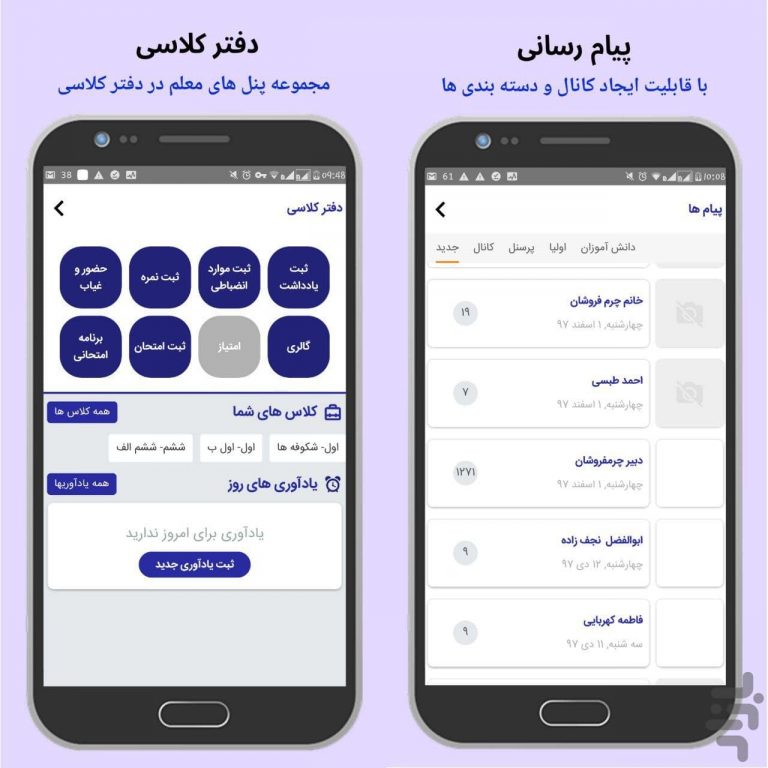 پیام رسانی
با قابلیت ایجاد کانال و دسته بندی ها
61
10:08
پیام ها
دانش آموزان اولیا پرسنل کانال جدید
خانم چرم فروشان
چهارشنبه, ۱ اسفند ۹۷
۱۹
احمد طبسی
چهارشنبه, ۱ اسفند ۹۷
۷
دبیر چرمفروشان
چهارشنبه, ۱ اسفند ۹۷
۱۲۷۱
ابوالفضل نجف زاده
چهارشنبه, ۱۲ دی ۹۷
۹
فاطمه کهربایی
سه شنبه, ۱۱ دی ۹۷
۹
دفتر کلاسی
مجموعه پنل های معلم در دفتر کلاسی
38
09:48
دفتر کلاسی
ثبت یادداشت
ثبت موارد انضباطی
ثبت نمره
حضور و غیاب
گالری
امتیاز
ثبت امتحان
برنامه امتحانی
کلاس های شما
همه کلاس ها
اول- شکوفه ها
اول- اول ب
ششم- ششم الف
یادآوری های روز
همه یادآوریها
یادآوری برای امروز ندارید
ثبت یادآوری جدید